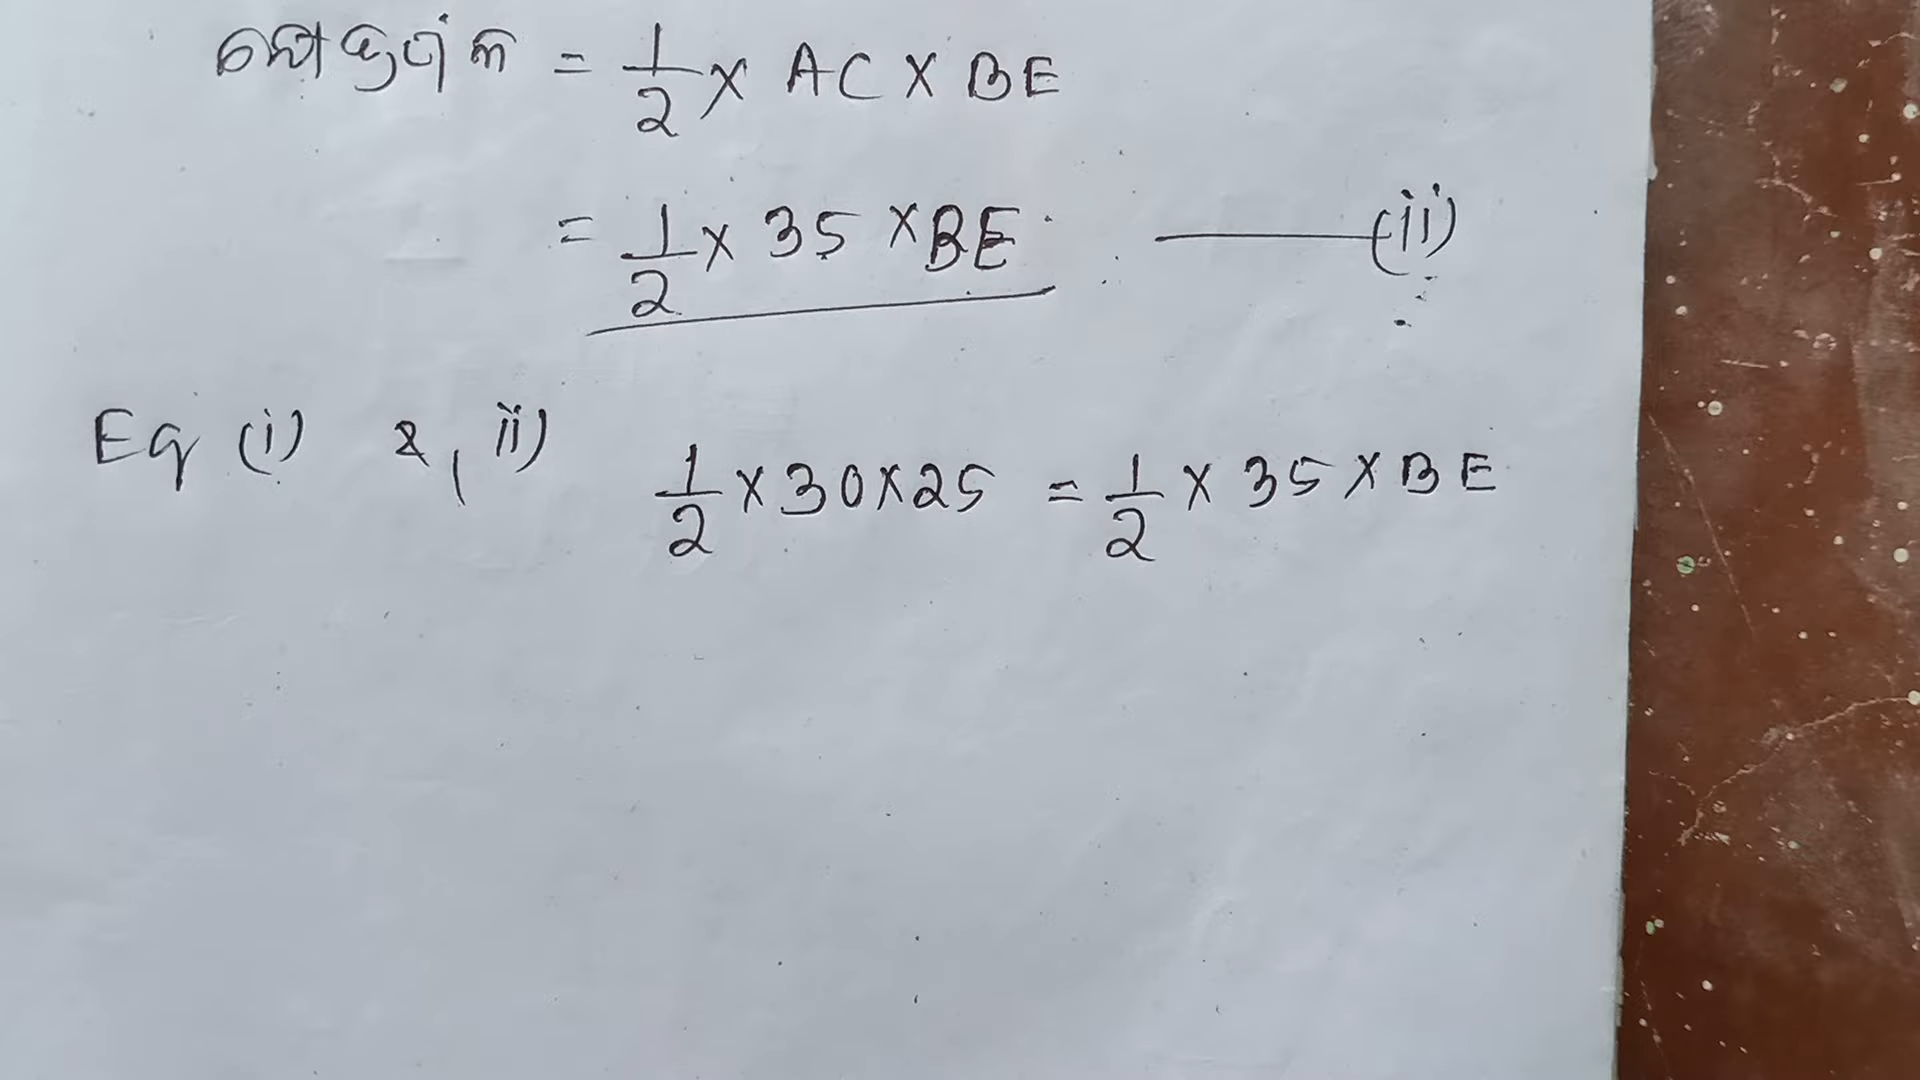 କ୍ଷେତ୍ରଫଳ = 1/2 × AC × BE
= 1/2 × 35 × BE —— (ii)
Eq (i) & (ii) 1/2 × 30 × 25 = 1/2 × 35 × BE